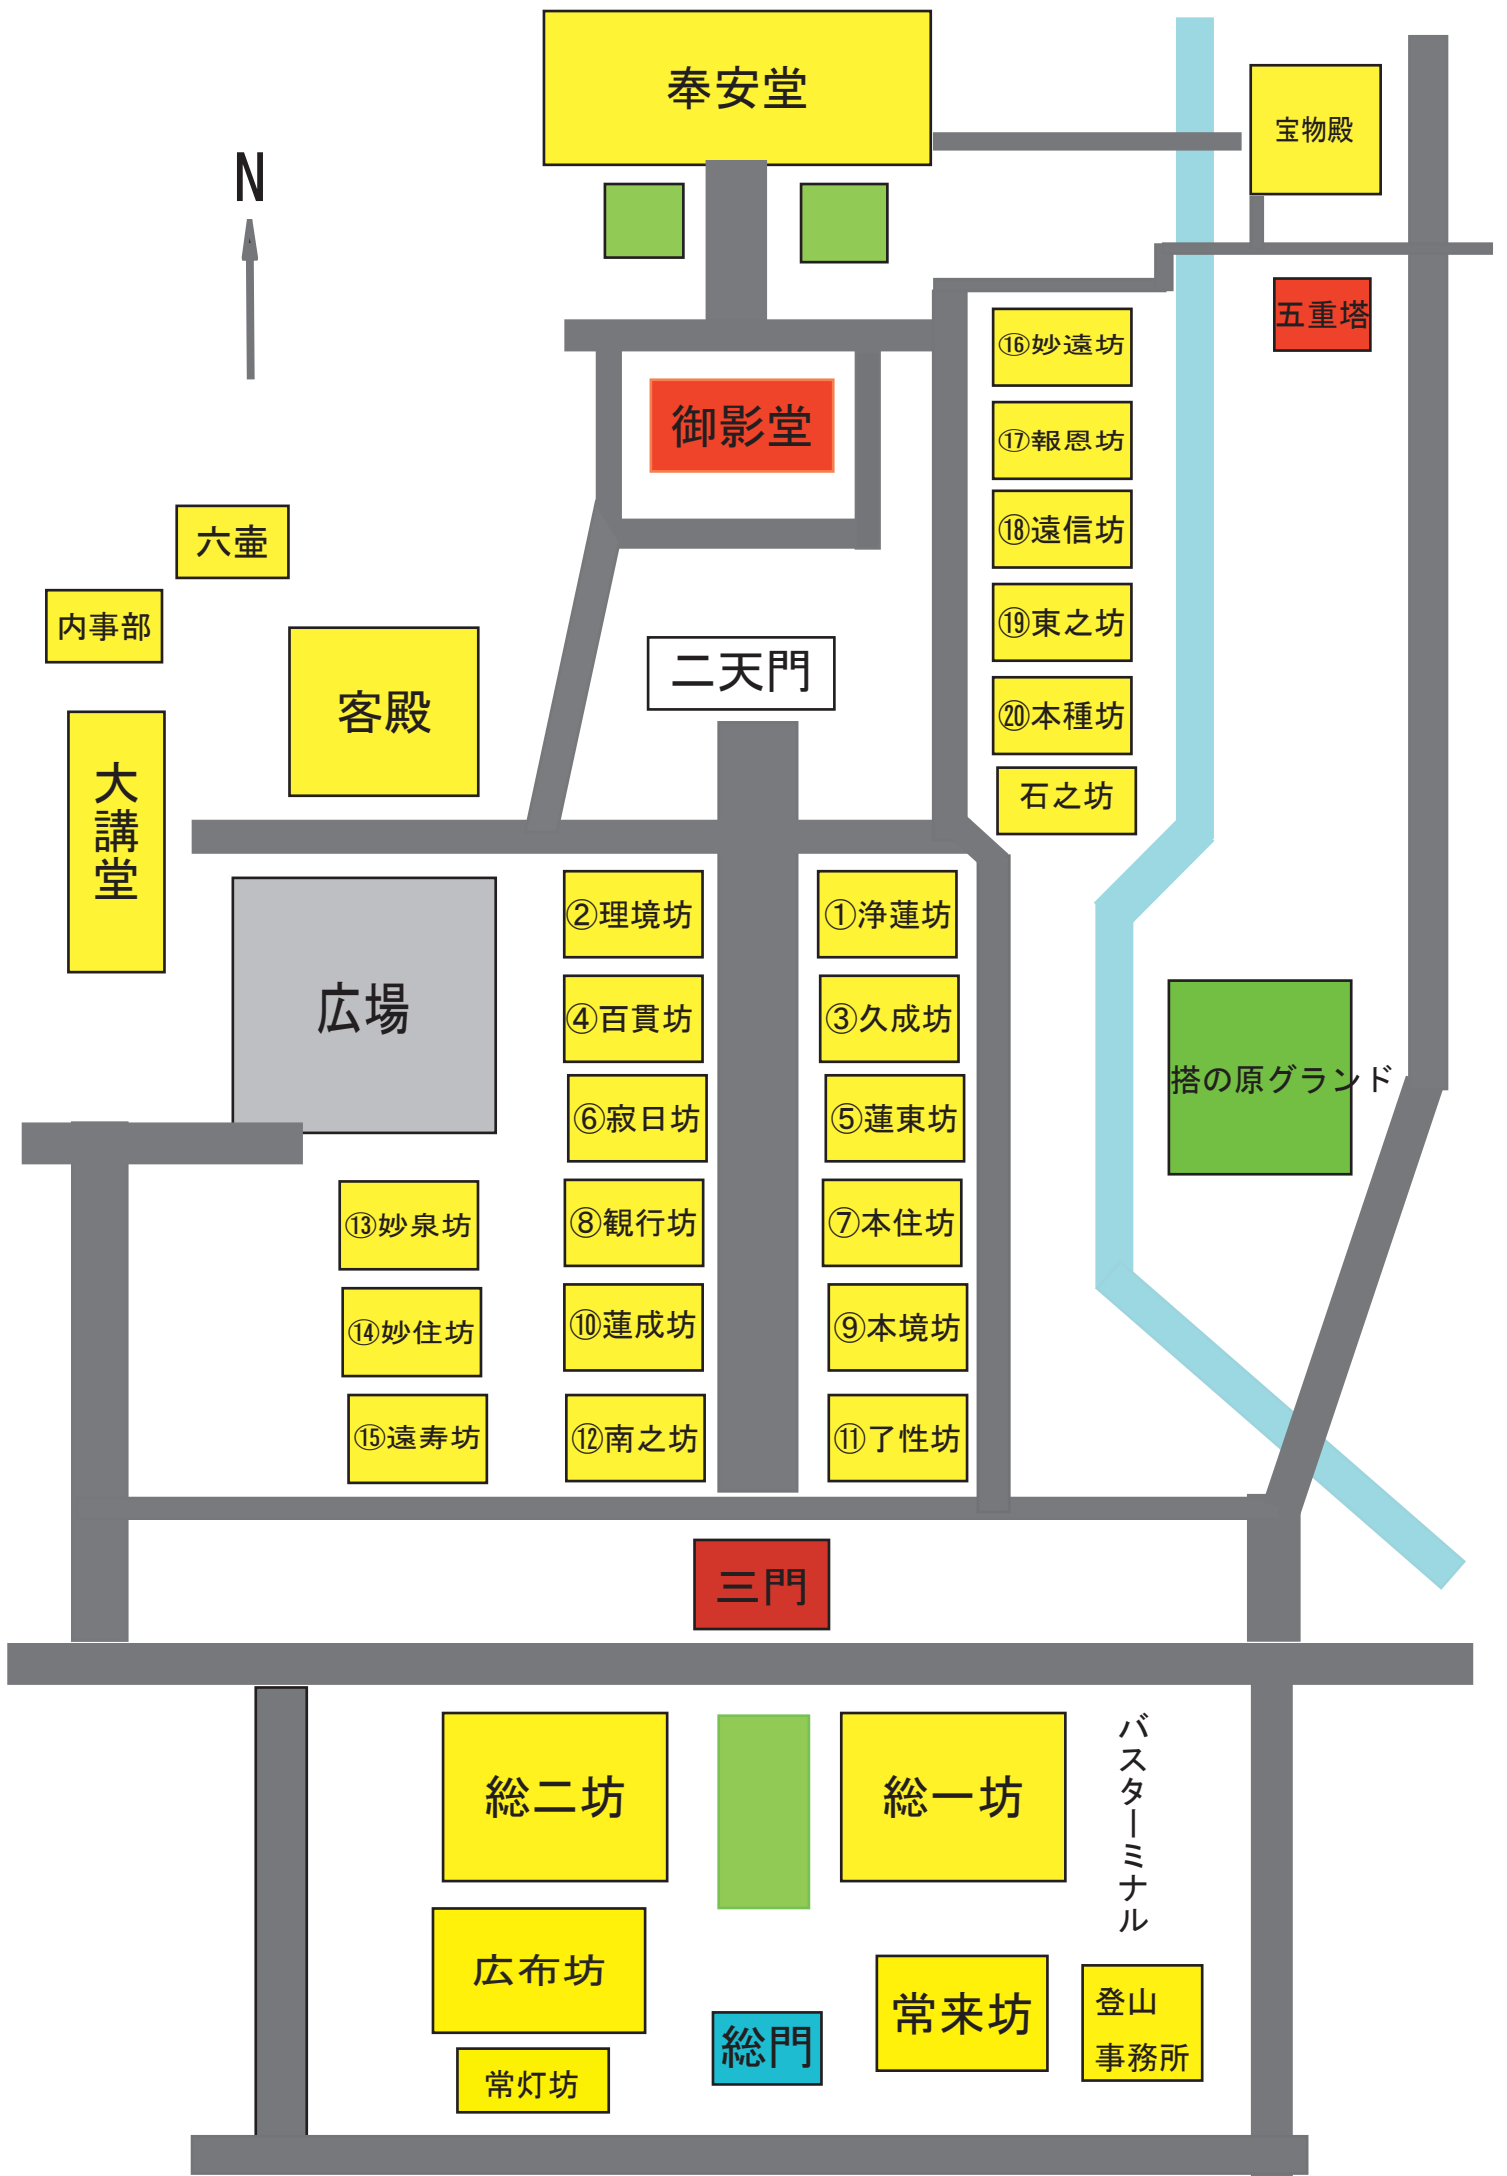 奉安堂
宝物殿
N
五重塔
⑯妙遠坊
御影堂
⑰報恩坊
⑱遠信坊
六壷
内事部
⑲東之坊
二天門
客殿
⑳本種坊
石之坊
大講堂
②理境坊
①浄蓮坊
広場
④百貫坊
③久成坊
搭の原グランド
⑥寂日坊
⑤蓮東坊
⑬妙泉坊
⑧観行坊
⑦本住坊
⑭妙住坊
⑩蓮成坊
⑨本境坊
⑮遠寿坊
⑫南之坊
⑪了性坊
三門
総二坊
総一坊
バスターミナル
広布坊
常来坊
登山
事務所
総門
常灯坊